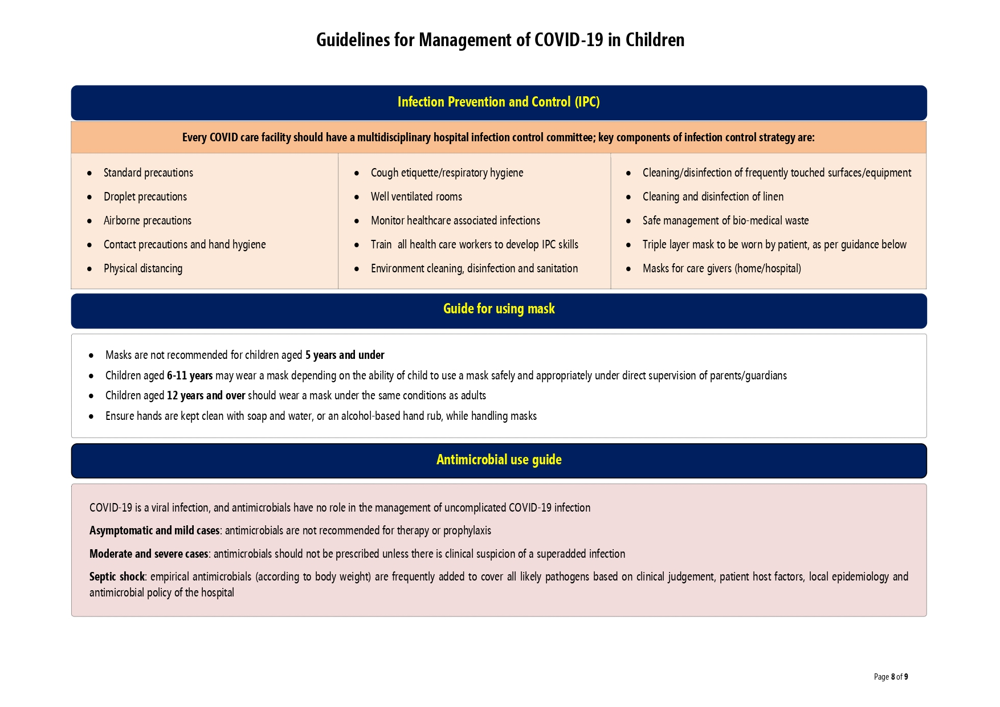 Guidelines for Management of COVID-19 in Children
Infection Prevention and Control (IPC)
Every COVID care facility should have a multidisciplinary hospital infection control committee; key components of infection control strategy are:
• Standard precautions
• Droplet precautions
• Airborne precautions
• Contact precautions and hand hygiene
• Physical distancing
• Cough etiquette/respiratory hygiene
• Well ventilated rooms
• Monitor healthcare associated infections
• Train  all health care workers to develop IPC skills
• Environment cleaning, disinfection and sanitation
• Cleaning/disinfection of frequently touched surfaces/equipment
• Cleaning and disinfection of linen
• Safe management of bio-medical waste
• Triple layer mask to be worn by patient, as per guidance below
• Masks for care givers (home/hospital)
Guide for using mask
• Masks are not recommended for children aged 5 years and under
• Children aged 6-11 years may wear a mask depending on the ability of child to use a mask safely and appropriately under direct supervision of parents/guardians
• Children aged 12 years and over should wear a mask under the same conditions as adults
• Ensure hands are kept clean with soap and water, or an alcohol-based hand rub, while handling masks
Antimicrobial use guide
COVID-19 is a viral infection, and antimicrobials have no role in the management of uncomplicated COVID-19 infection
Asymptomatic and mild cases: antimicrobials are not recommended for therapy or prophylaxis
Moderate and severe cases: antimicrobials should not be prescribed unless there is clinical suspicion of a superadded infection
Septic shock: empirical antimicrobials (according to body weight) are frequently added to cover all likely pathogens based on clinical judgement, patient host factors, local epidemiology and
antimicrobial policy of the hospital
Page 8 of 9